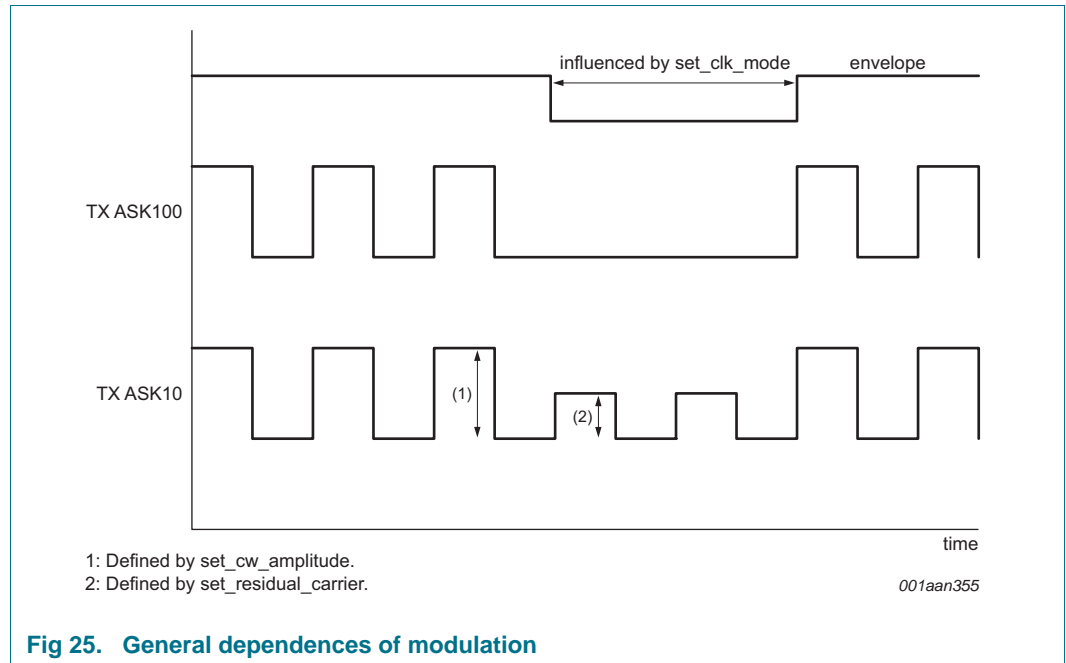 influenced by set_clk_mode
envelope
TX ASK100
TX ASK10
(1)
(2)
time
1: Defined by set_cw_amplitude.
2: Defined by set_residual_carrier.
001aan355
Fig 25. General dependences of modulation